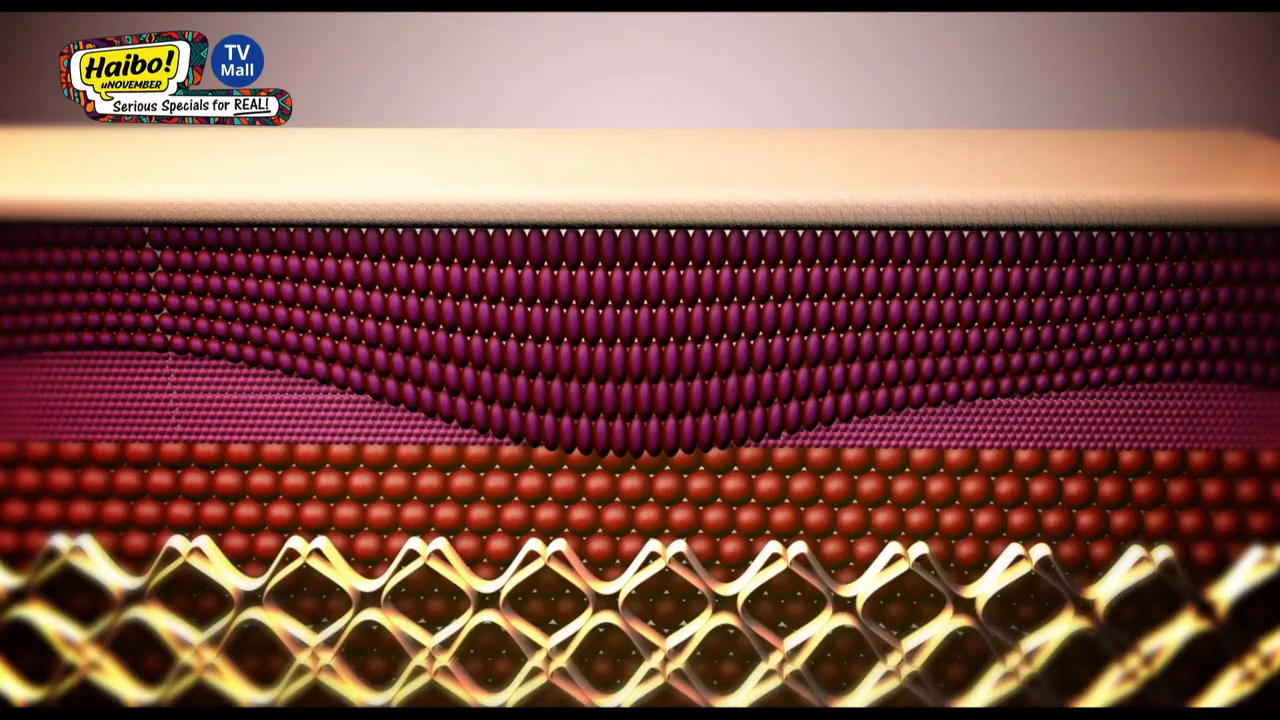 Haibo!
uNOVEMBER
Serious Specials for REAL!
TV
Mall